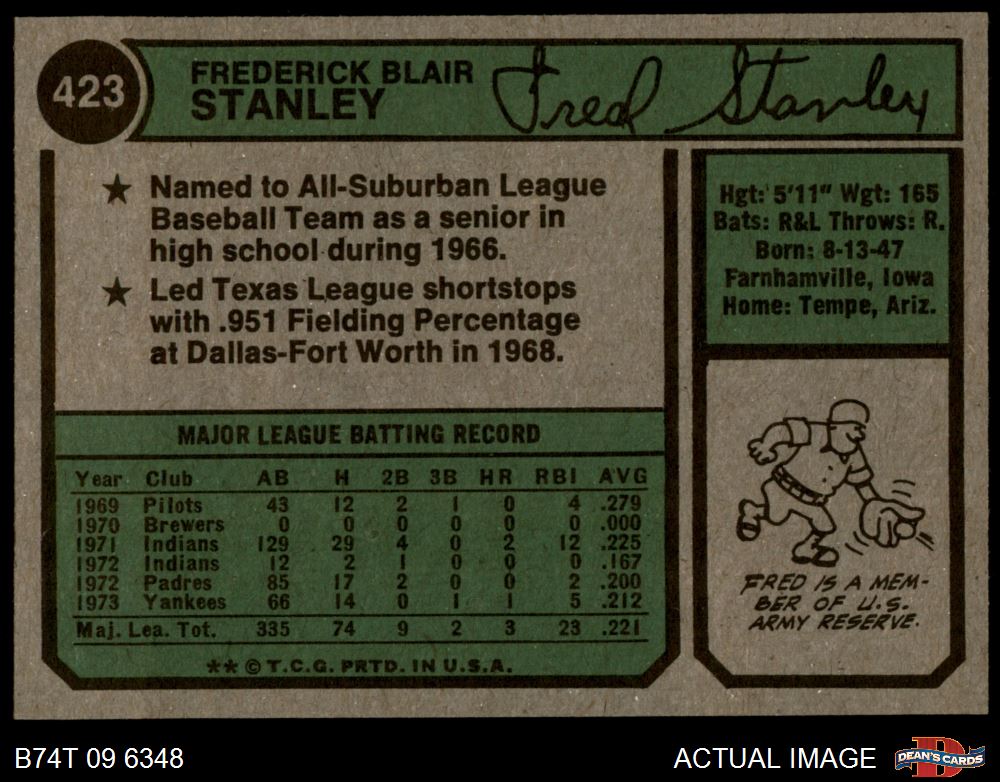 423
FREDERICK BLAIR
STANLEY
Fred Stanley
★ Named to All-Suburban League
Baseball Team as a senior in
high school during 1966.
★ Led Texas League shortstops
with .951 Fielding Percentage
at Dallas-Fort Worth in 1968.
Hgt: 5'11" Wgt: 165
Bats: R&L Throws: R.
Born: 8-13-47
Farnhamville, Iowa
Home: Tempe, Ariz.
MAJOR LEAGUE BATTING RECORD
Year Club AB H 2B 3B HR RBI AVG
1969 Pilots 43 12 2 1 0 4 .279
1970 Brewers 0 0 0 0 0 0 .000
1971 Indians 129 29 4 0 2 12 .225
1972 Indians 12 2 1 0 0 0 .167
1972 Padres 85 17 2 0 0 2 .200
1973 Yankees 66 14 0 1 1 5 .212
Maj. Lea. Tot. 335 74 9 2 3 23 .221
** © T.C.G. PRTD. IN U.S.A.
FRED IS A MEM-
BER OF U.S.
ARMY RESERVE.
B74T 09 6348
ACTUAL IMAGE
D
DEAN'S CARDS